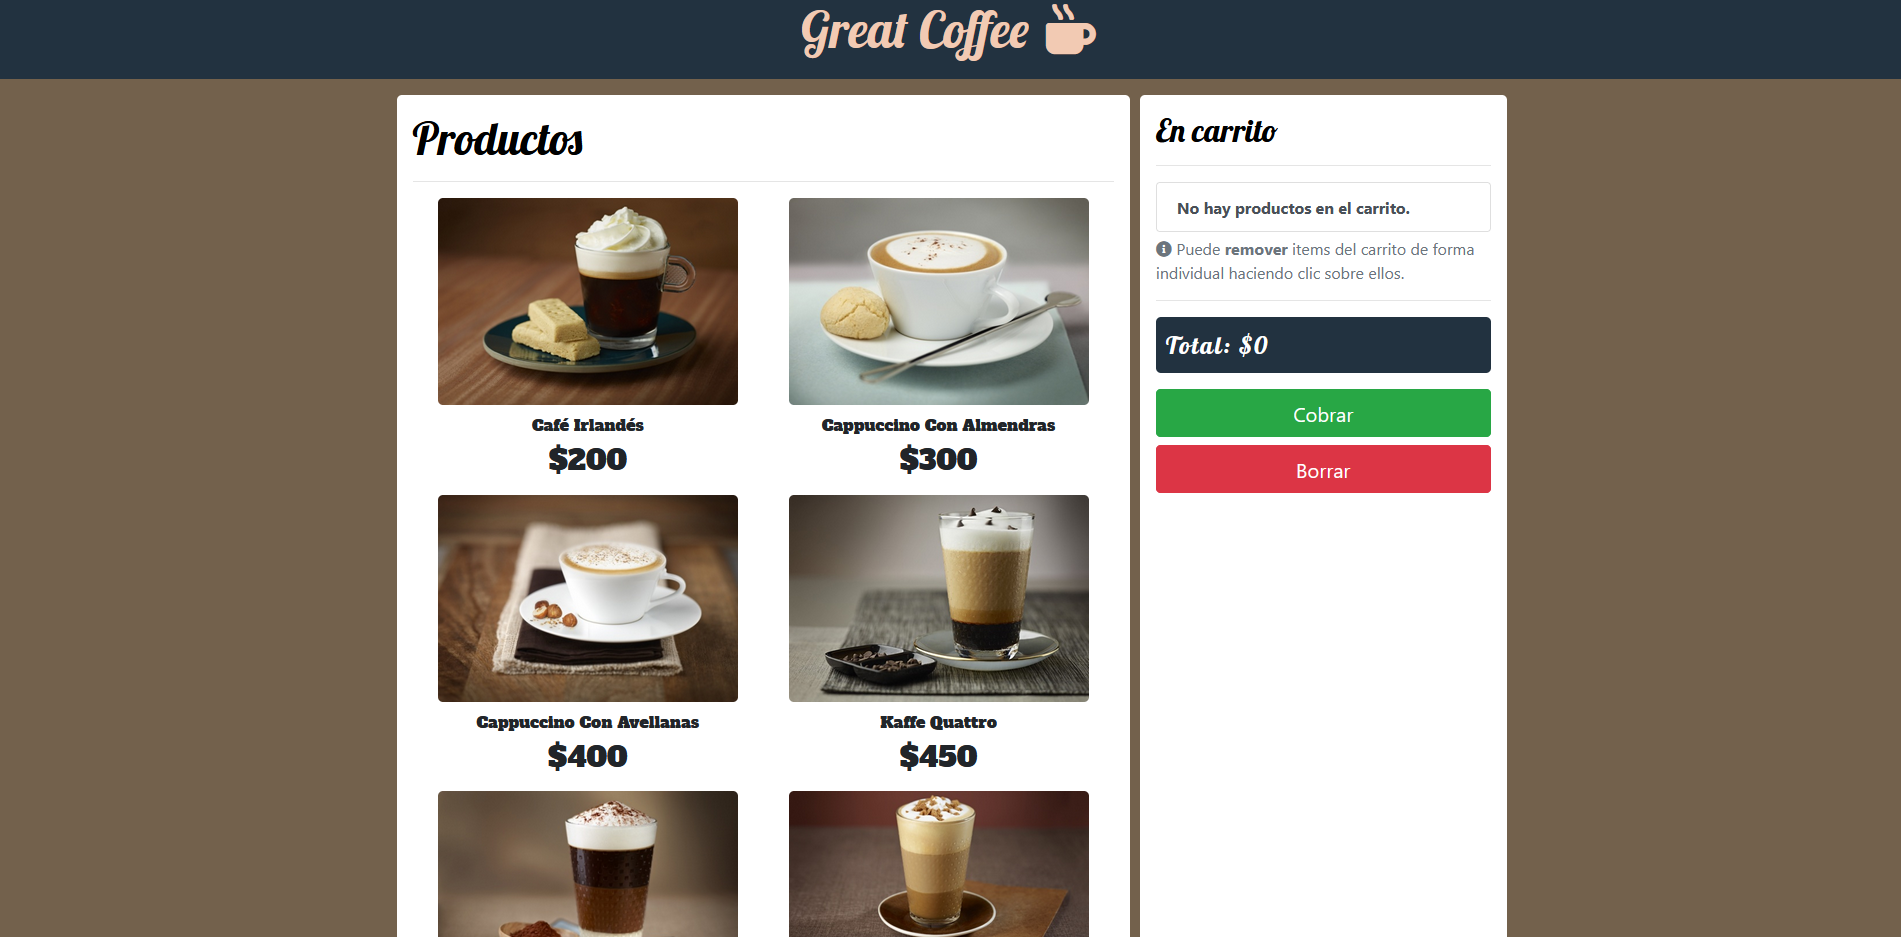 Great Coffee
Productos
Café Irlandés
$200
Cappuccino Con Almendras
$300
Cappuccino Con Avellanas
$400
Kaffe Quattro
$450
En carrito
No hay productos en el carrito.
Puede remover items del carrito de forma
individual haciendo clic sobre ellos.
Total: $0
Cobrar
Borrar